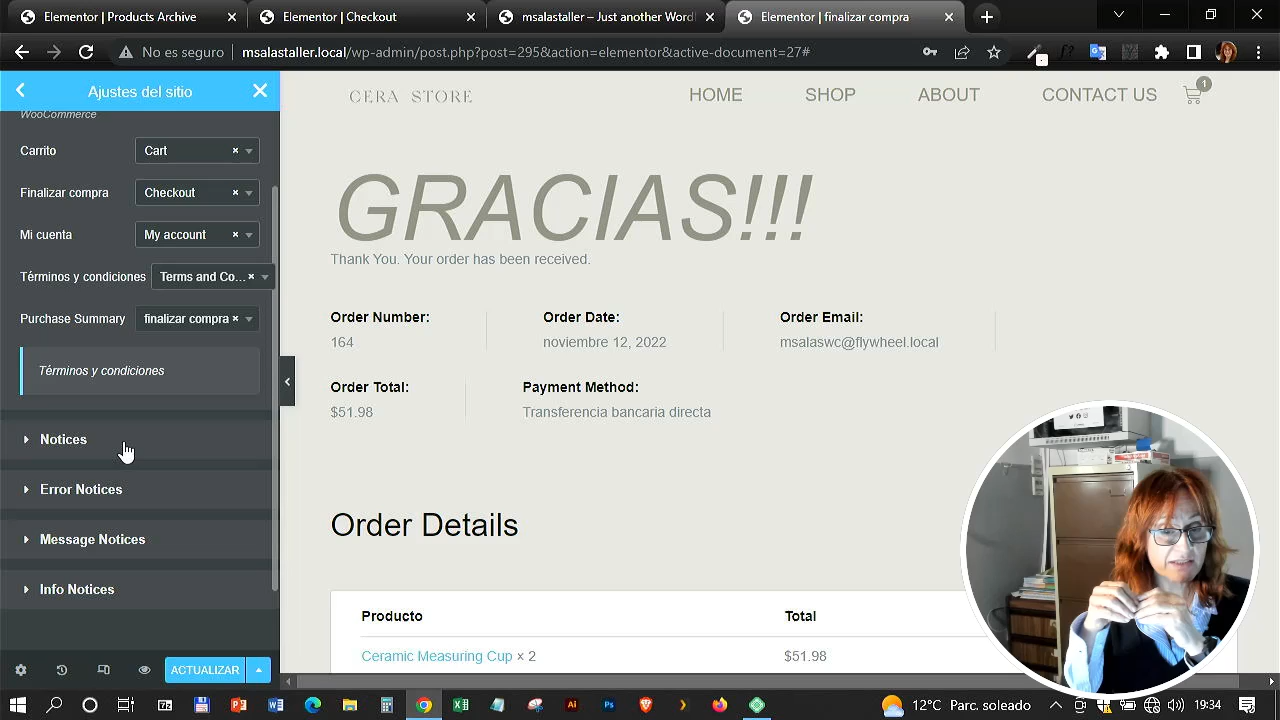 Elementor | Products Archive
Elementor | Checkout
msalastaller – Just another Word
Elementor | finalizar compra
No es seguro
msalastaller.local/wp-admin/post.php?post=295&action=elementor&active-document=27#
Ajustes del sitio
WooCommerce
Carrito
Cart
Finalizar compra
Checkout
Mi cuenta
My account
Términos y condiciones
Terms and Co...
Purchase Summary
finalizar compra
Términos y condiciones
Notices
Error Notices
Message Notices
Info Notices
ACTUALIZAR
CERA STORE
HOME
SHOP
ABOUT
CONTACT US
1
GRACIAS!!!
Thank You. Your order has been received.
Order Number:
164
Order Date:
noviembre 12, 2022
Order Email:
msalaswc@flywheel.local
Order Total:
$51.98
Payment Method:
Transferencia bancaria directa
Order Details
Producto
Total
Ceramic Measuring Cup × 2
$51.98
12°C Parc. soleado
19:34